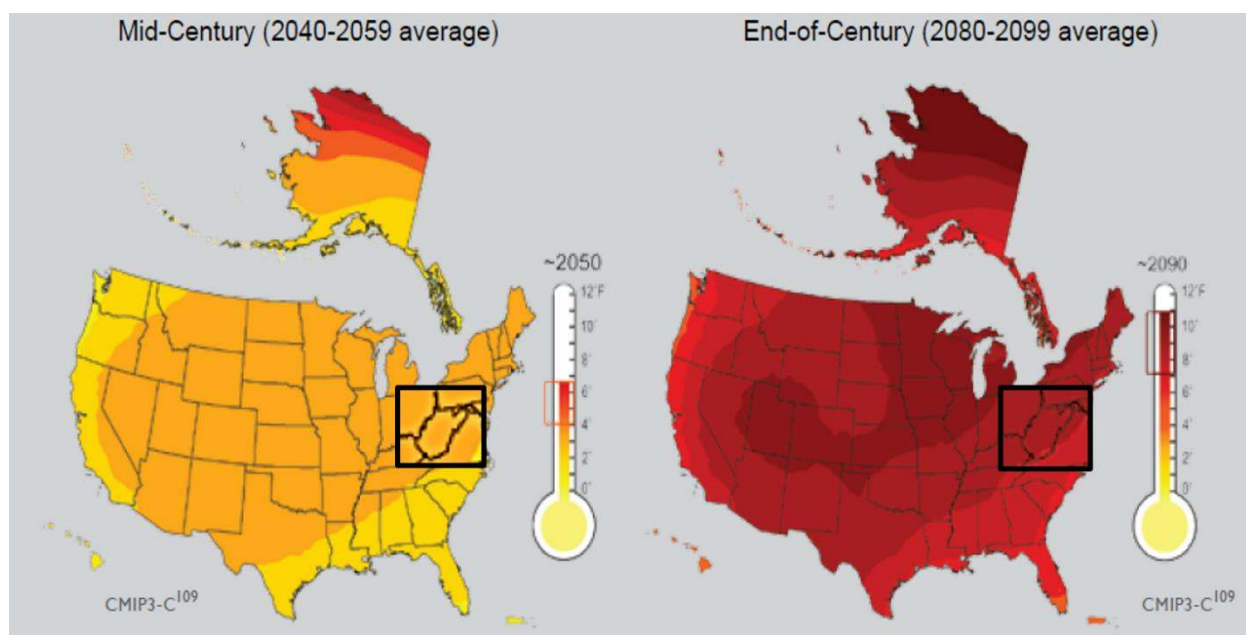 Mid-Century (2040-2059 average)
End-of-Century (2080-2099 average)
~2050
12°F
10°
8°
6°
4°
2°
0°
~2090
12°F
10°
8°
6°
4°
2°
0°
CMIP3-C109
CMIP3-C109